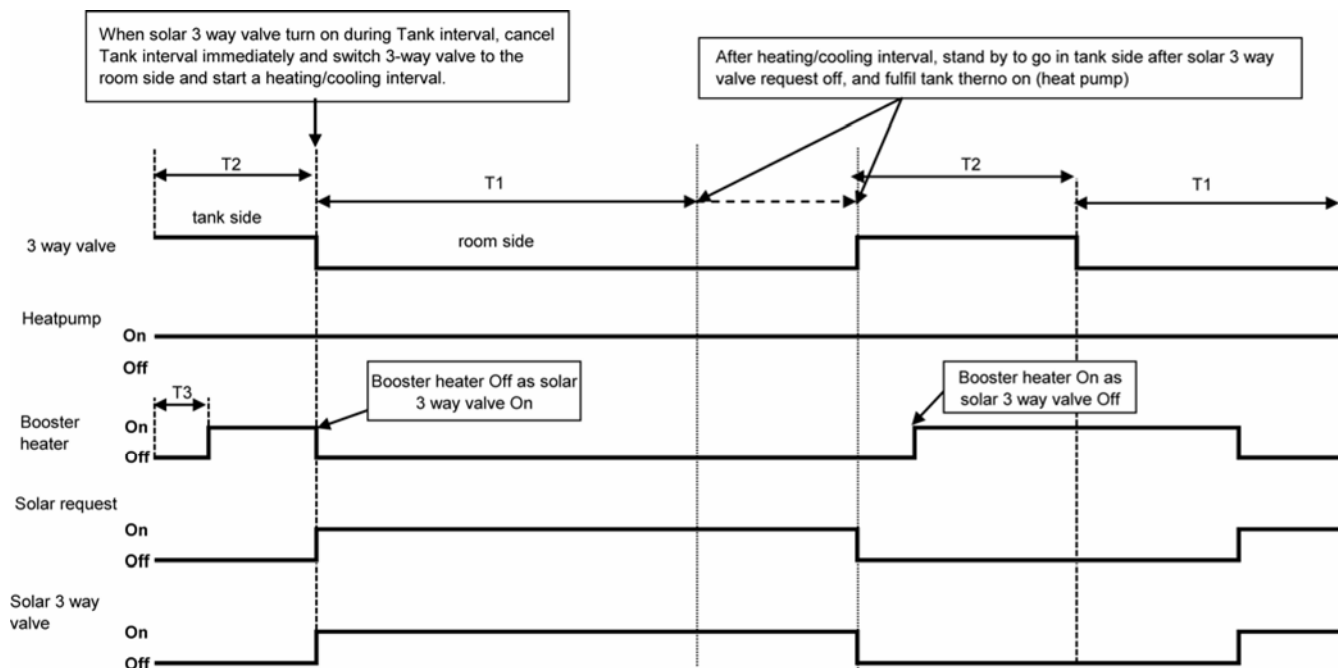 When solar 3 way valve turn on during Tank interval, cancel
Tank interval immediately and switch 3-way valve to the
room side and start a heating/cooling interval.
After heating/cooling interval, stand by to go in tank side after solar 3 way
valve request off, and fulfil tank therno on (heat pump)
T2
T1
T2
T1
tank side
room side
3 way valve
Heatpump
On
Off
T3
Booster heater Off as solar
3 way valve On
Booster heater On as
solar 3 way valve Off
Booster
heater
On
Off
Solar request
On
Off
Solar 3 way
valve
On
Off